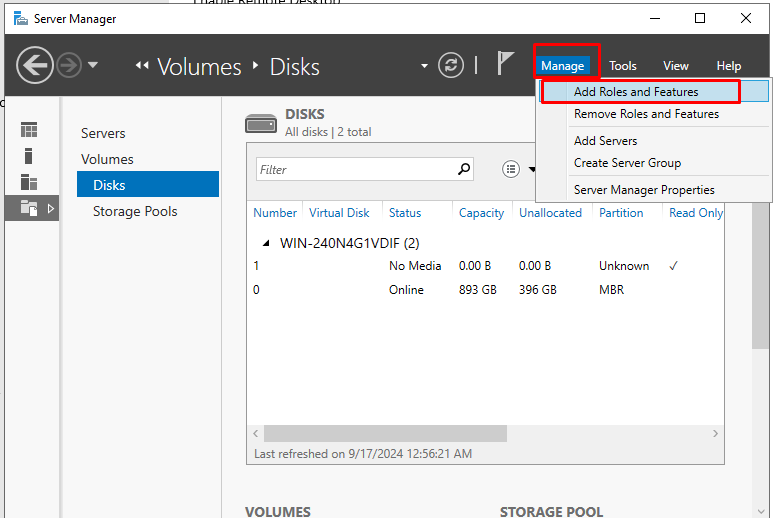 Enable Remote Desktop
Server Manager
Volumes Disks
Manage Tools View Help
Add Roles and Features
Remove Roles and Features
Add Servers
Create Server Group
Server Manager Properties
Servers
Volumes
Disks
Storage Pools
DISKS
All disks | 2 total
Filter
Number Virtual Disk Status Capacity Unallocated Partition Read Only
WIN-240N4G1VDIF (2)
1 No Media 0.00 B 0.00 B Unknown ✓
0 Online 893 GB 396 GB MBR
Last refreshed on 9/17/2024 12:56:21 AM
VOLUMES STORAGE POOL